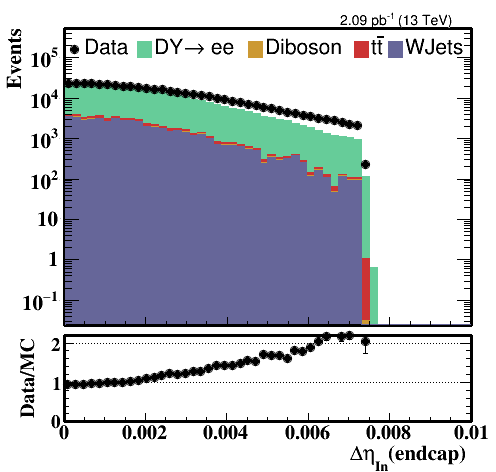 2.09 pb⁻¹ (13 TeV)
Events
Data DY→ ee Diboson tt̄ WJets
10⁵
10⁴
10³
10²
10
1
10⁻¹
Data/MC
2
1
0
0 0.002 0.004 0.006 0.008 0.01
Δη_In(endcap)